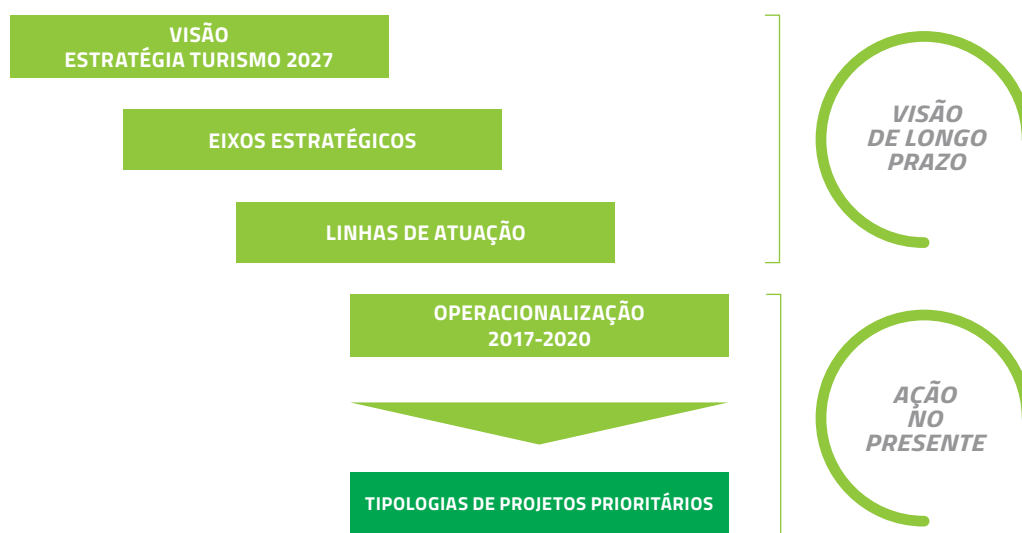 VISÃO
ESTRATÉGIA TURISMO 2027
EIXOS ESTRATÉGICOS
LINHAS DE ATUAÇÃO
VISÃO
DE LONGO
PRAZO
OPERACIONALIZAÇÃO
2017-2020
TIPOLOGIAS DE PROJETOS PRIORITÁRIOS
AÇÃO
NO
PRESENTE